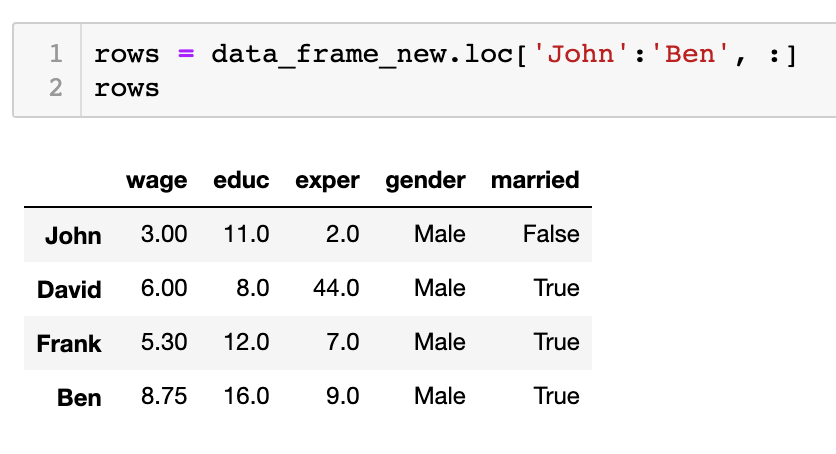 1 rows = data_frame_new.loc['John':'Ben', :]
2 rows
wage educ exper gender married
John 3.00 11.0 2.0 Male False
David 6.00 8.0 44.0 Male True
Frank 5.30 12.0 7.0 Male True
Ben 8.75 16.0 9.0 Male True